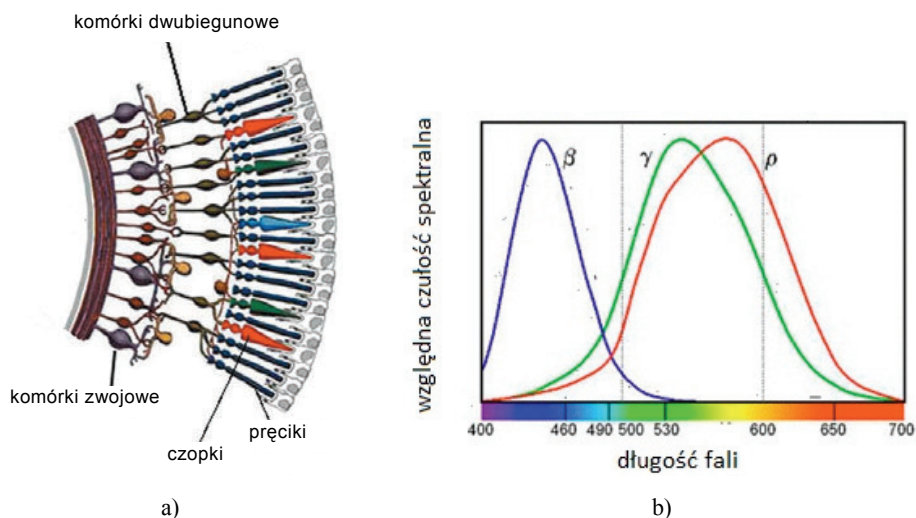 komórki dwubiegunowe
komórki zwojowe
pręciki
czopki
a)
względna czułość spektralna
β
γ
ρ
400
460
490
500
530
600
650
700
długość fali
b)